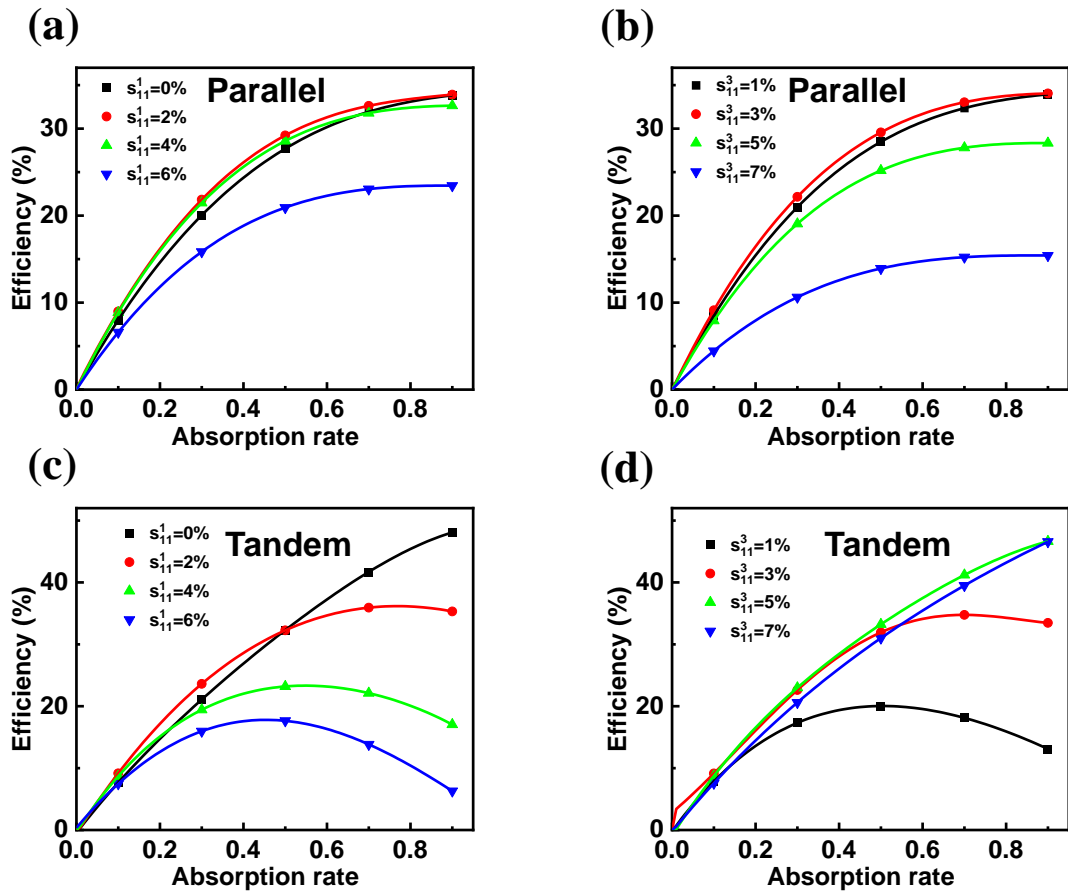 (a)
Parallel
s¹₁₁=0%
s¹₁₁=2%
s¹₁₁=4%
s¹₁₁=6%
Efficiency (%)
30
20
10
0
0.0 0.2 0.4 0.6 0.8
Absorption rate
(b)
Parallel
s³₁₁=1%
s³₁₁=3%
s³₁₁=5%
s³₁₁=7%
Efficiency (%)
30
20
10
0
0.0 0.2 0.4 0.6 0.8
Absorption rate
(c)
Tandem
s¹₁₁=0%
s¹₁₁=2%
s¹₁₁=4%
s¹₁₁=6%
Efficiency (%)
40
20
0
0.0 0.2 0.4 0.6 0.8
Absorption rate
(d)
Tandem
s³₁₁=1%
s³₁₁=3%
s³₁₁=5%
s³₁₁=7%
Efficiency (%)
40
20
0
0.0 0.2 0.4 0.6 0.8
Absorption rate